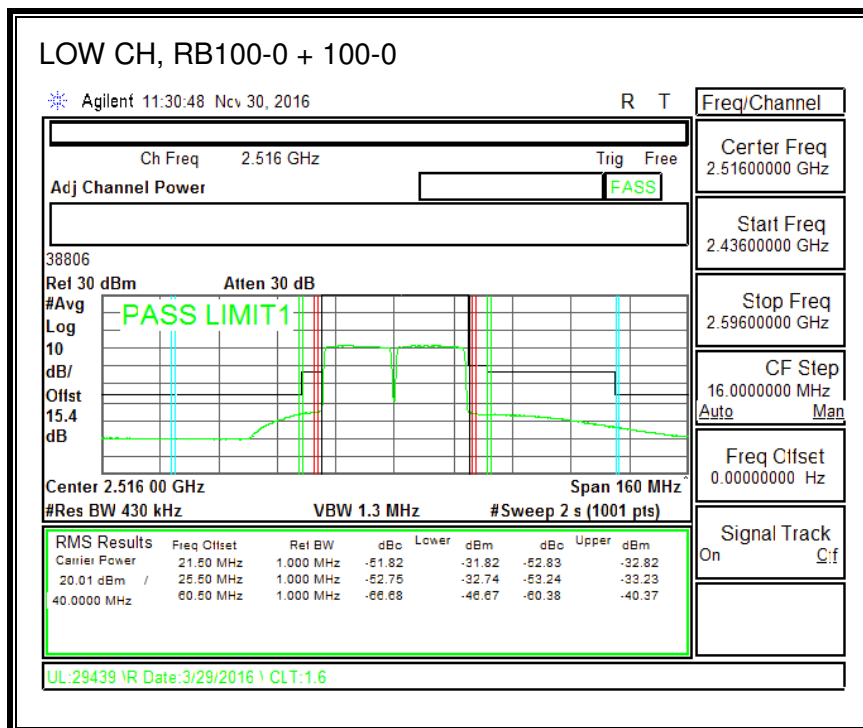 LOW CH, RB100-0 + 100-0
Agilent 11:30:48 Nov 30, 2016 R T
Freq/Channel
Ch Freq 2.516 GHz Trig Free
Adj Channel Power PASS
Center Freq
2.51600000 GHz
Start Freq
2.43600000 GHz
Stop Freq
2.59600000 GHz
CF Step
16.0000000 MHz
Auto Man
Freq Offset
0.00000000 Hz
Signal Track
On Off
38806
Ref 30 dBm Atten 30 dB
#Avg
Log
10
dB/
Offst
15.4
dB
PASS LIMIT1
Center 2.516 00 GHz Span 160 MHz^
#Res BW 430 kHz VBW 1.3 MHz #Sweep 2 s (1001 pts)
RMS Results Freq Offset Ref BW dBc Lower dBm dBc Upper dBm
Carrier Power 21.50 MHz 1.000 MHz -51.82 -31.82 -52.83 -32.82
20.01 dBm / 25.50 MHz 1.000 MHz -52.75 -32.74 -53.24 -33.23
40.0000 MHz 60.50 MHz 1.000 MHz -66.68 -46.67 -60.38 -40.37
UL:29439 \R Date:3/29/2016 \ CLT:1.6